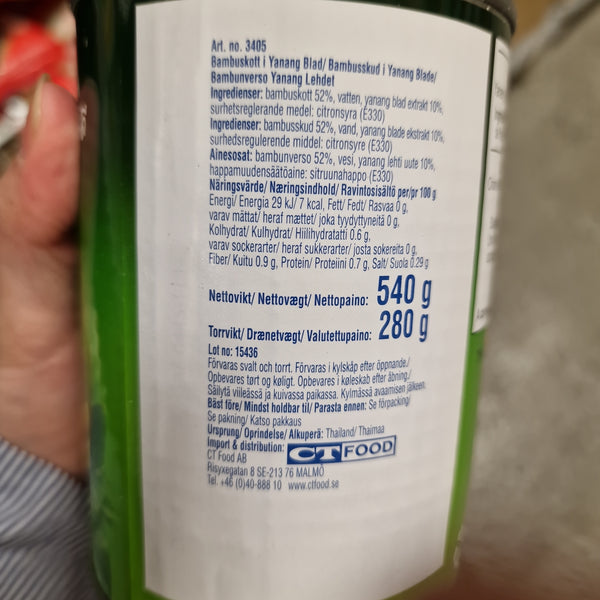 Art. no. 3405
Bambuskott i Yanang Blad/ Bambusskud i Yanang Blade/
Bambunverso Yanang Lehdet
Ingredienser: bambuskott 52%, vatten, yanang blad extrakt 10%,
surhetsreglerande medel: citronsyra (E330)
Ingredienser: bambusskud 52%, vand, yanang blade ekstrakt 10%,
surhedsregulerende middel: citronsyre (E330)
Ainesosat: bambunverso 52%, vesi, yanang lehti uute 10%,
happamuudensäätöaine: sitruunahappo (E330)
Näringsvärde/ Næringsindhold/ Ravintosisältö per/pr 100 g
Energi/ Energia 29 kJ/ 7 kcal, Fett/ Fedt/ Rasvaa 0 g,
varav mättat/ heraf mættet/ joka tyydyttyneitä 0 g,
Kolhydrat/ Kulhydrat/ Hiilihydratatti 0.6 g,
varav sockerarter/ heraf sukkerarter/ josta sokereita 0 g,
Fiber/ Kuitu 0.9 g, Protein/ Proteiini 0.7 g, Salt/ Suola 0.29 g
Nettovikt/ Nettovægt/ Nettopaino: 540 g
Torrvikt/ Drænetvægt/ Valutettupaino: 280 g
Lot no: 15436
Förvaras svalt och torrt. Förvaras i kylskåp efter öppnande./
Opbevares tørt og køligt. Opbevares i køleskab efter åbning./
Säilytä viileässä ja kuivassa paikassa. Kylmässä avaamisen jälkeen.
Bäst före/ Mindst holdbar til/ Parasta ennen: Se förpacking/
Se pakning/ Katso pakkaus
Ursprung/ Oprindelse/ Alkuperä: Thailand/ Thaimaa
Import & distribution: CT FOOD
CT Food AB
Risyxegatan 8 SE-213 76 MALMÖ
Tel. +46 (0)40-888 10 www.ctfood.se